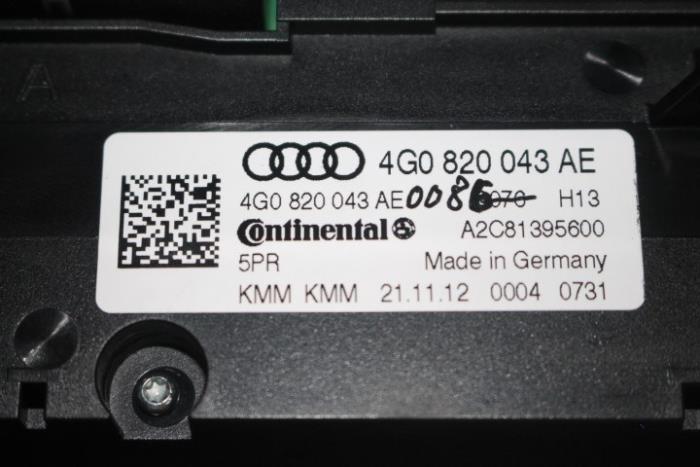 A
4G0 820 043 AE
4G0 820 043 AE 0086 H13
Continental
A2C81395600
5PR Made in Germany
KMM KMM 21.11.12 0004 0731